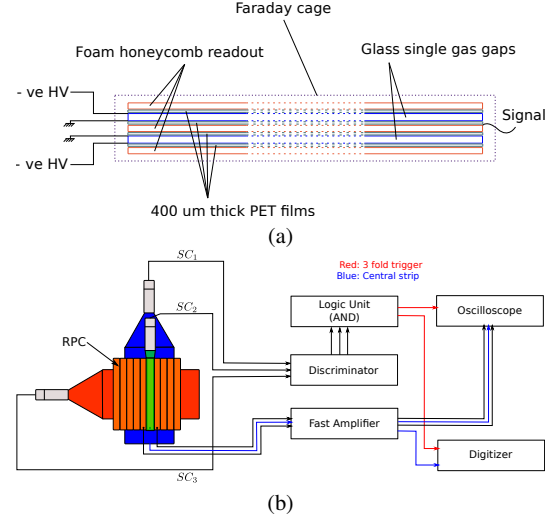 Faraday cage
Foam honeycomb readout
Glass single gas gaps
- ve HV
Signal
- ve HV
400 um thick PET films
(a)
SC1
Red: 3 fold trigger
Blue: Central strip
SC2
Logic Unit
(AND)
Oscilloscope
RPC
Discriminator
Fast Amplifier
Digitizer
SC3
(b)